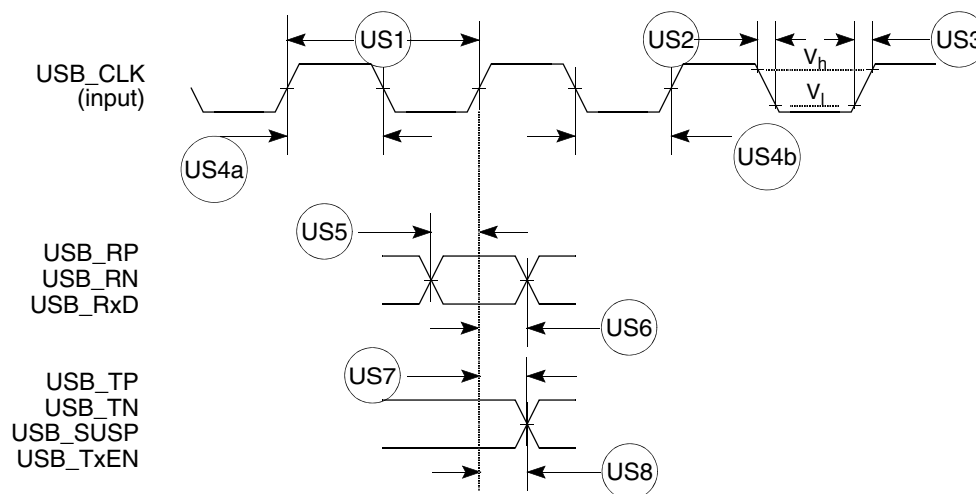 US1
US2
US3
USB_CLK
(input)
Vh
Vl
US4a
US4b
US5
USB_RP
USB_RN
USB_RxD
US6
US7
USB_TP
USB_TN
USB_SUSP
USB_TxEN
US8